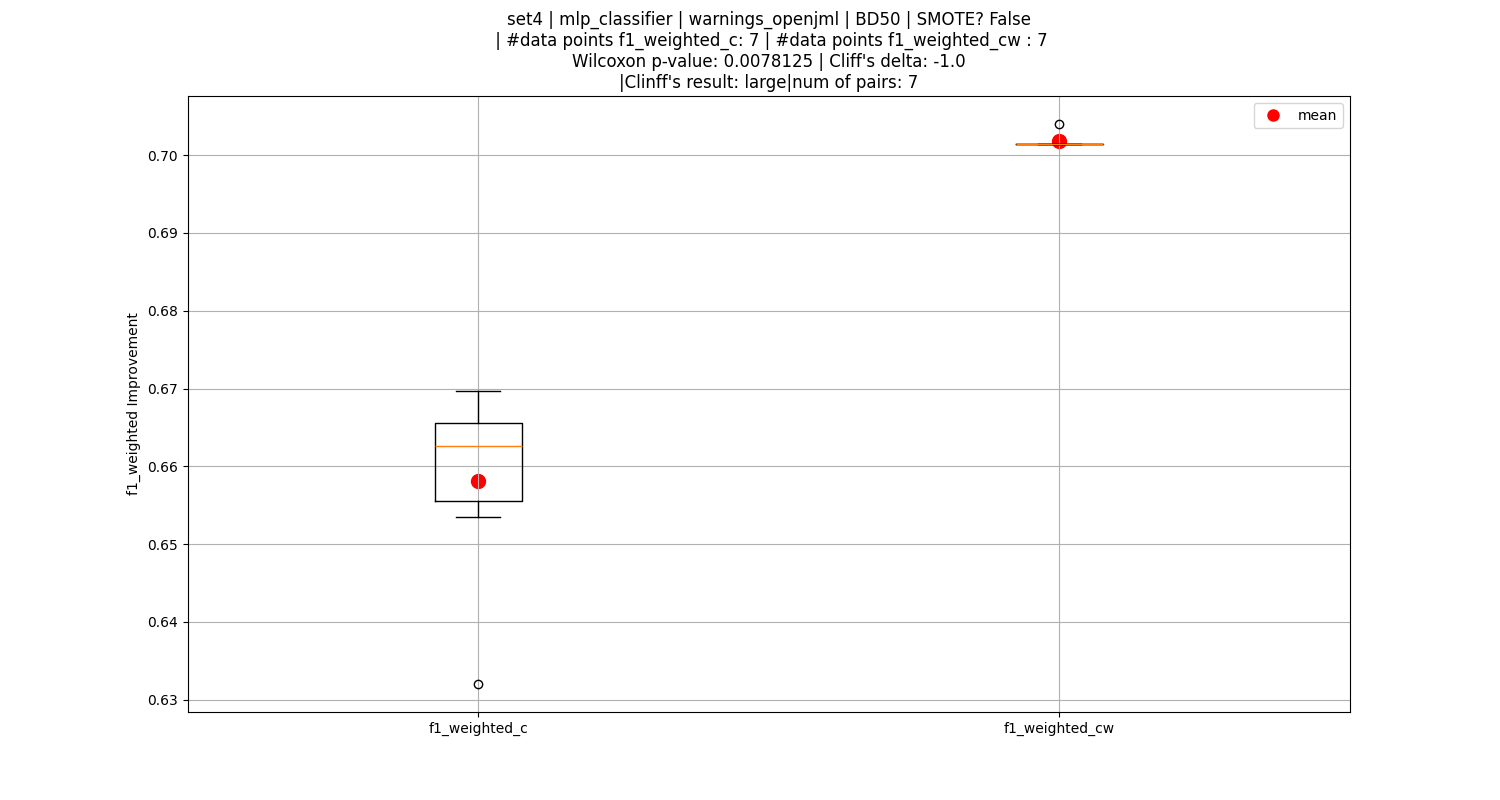 set4 | mlp_classifier | warnings_openjml | BD50 | SMOTE? False
| #data points f1_weighted_c: 7 | #data points f1_weighted_cw : 7
Wilcoxon p-value: 0.0078125 | Cliff's delta: -1.0
|Clinff's result: large|num of pairs: 7
mean
0.70
0.69
0.68
0.67
0.66
0.65
0.64
0.63
f1_weighted Improvement
f1_weighted_c
f1_weighted_cw